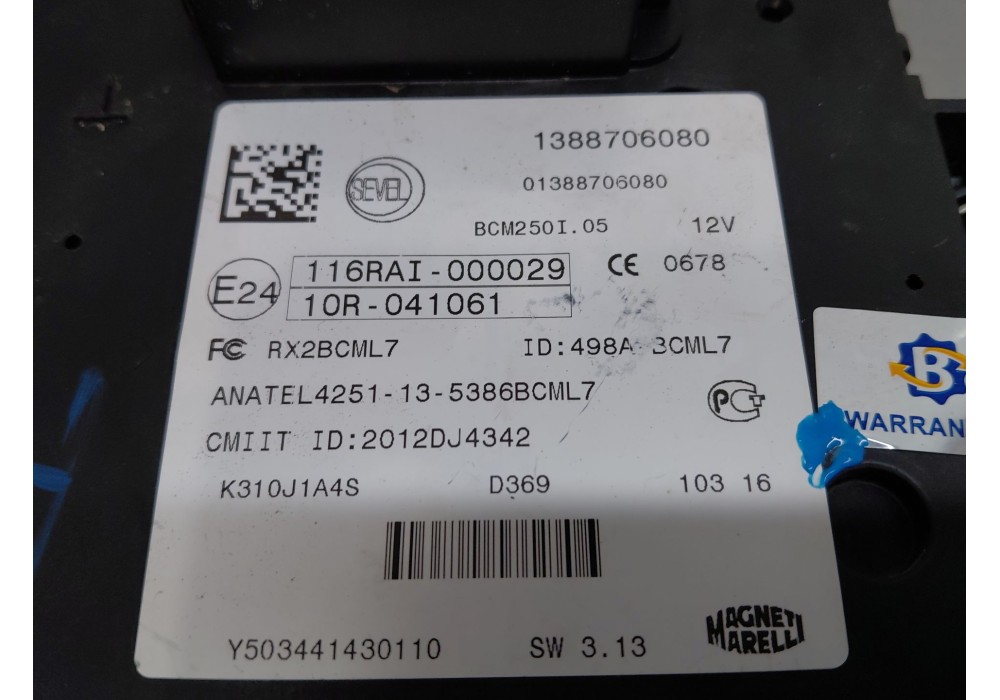 1388706080
SEVEL
01388706080
BCM250I.05 12V
E24 116RAI-000029 CE 0678
10R-041061
FC RX2BCML7 ID:498A BCML7
ANATEL4251-13-5386BCML7 PCT
CMIIT ID:2012DJ4342
K310J1A4S D369 103 16
Y503441430110 SW 3.13
MAGNETI
MARELLI
B
WARRAN